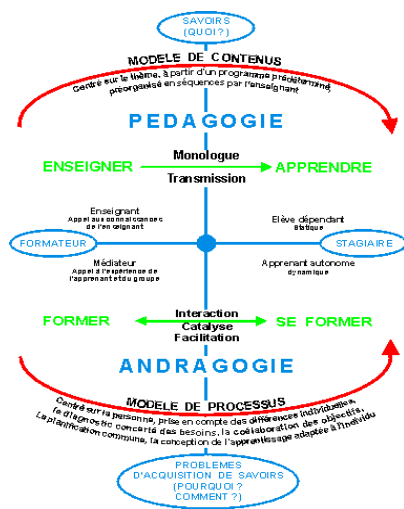 SAVOIRS
(QUOI ?)
MODELE DE CONTENUS
Centré sur le thème, à partir d'un programme prédéterminé,
préorganisé en séquences par l'enseignant
PEDAGOGIE
Monologue
ENSEIGNER
APPRENDRE
Transmission
Enseignant
Appel aux connaissances
de l'enseignant
Elève dépendant
Statique
FORMATEUR
STAGIAIRE
Médiateur
Appel à l'expérience de
l'apprenant et du groupe
Apprenant autonome
dynamique
Interaction
FORMER
SE FORMER
Catalyse
Facilitation
ANDRAGOGIE
MODELE DE PROCESSUS
Centré sur la personne, prise en compte des différences individuelles,
le diagnostic concerté des besoins, la collaboration des objectifs,
La planification commune, la conception de l'apprentissage adaptée à l'individu
PROBLEMES
D'ACQUISITION DE SAVOIRS
(POURQUOI ?
COMMENT ?)